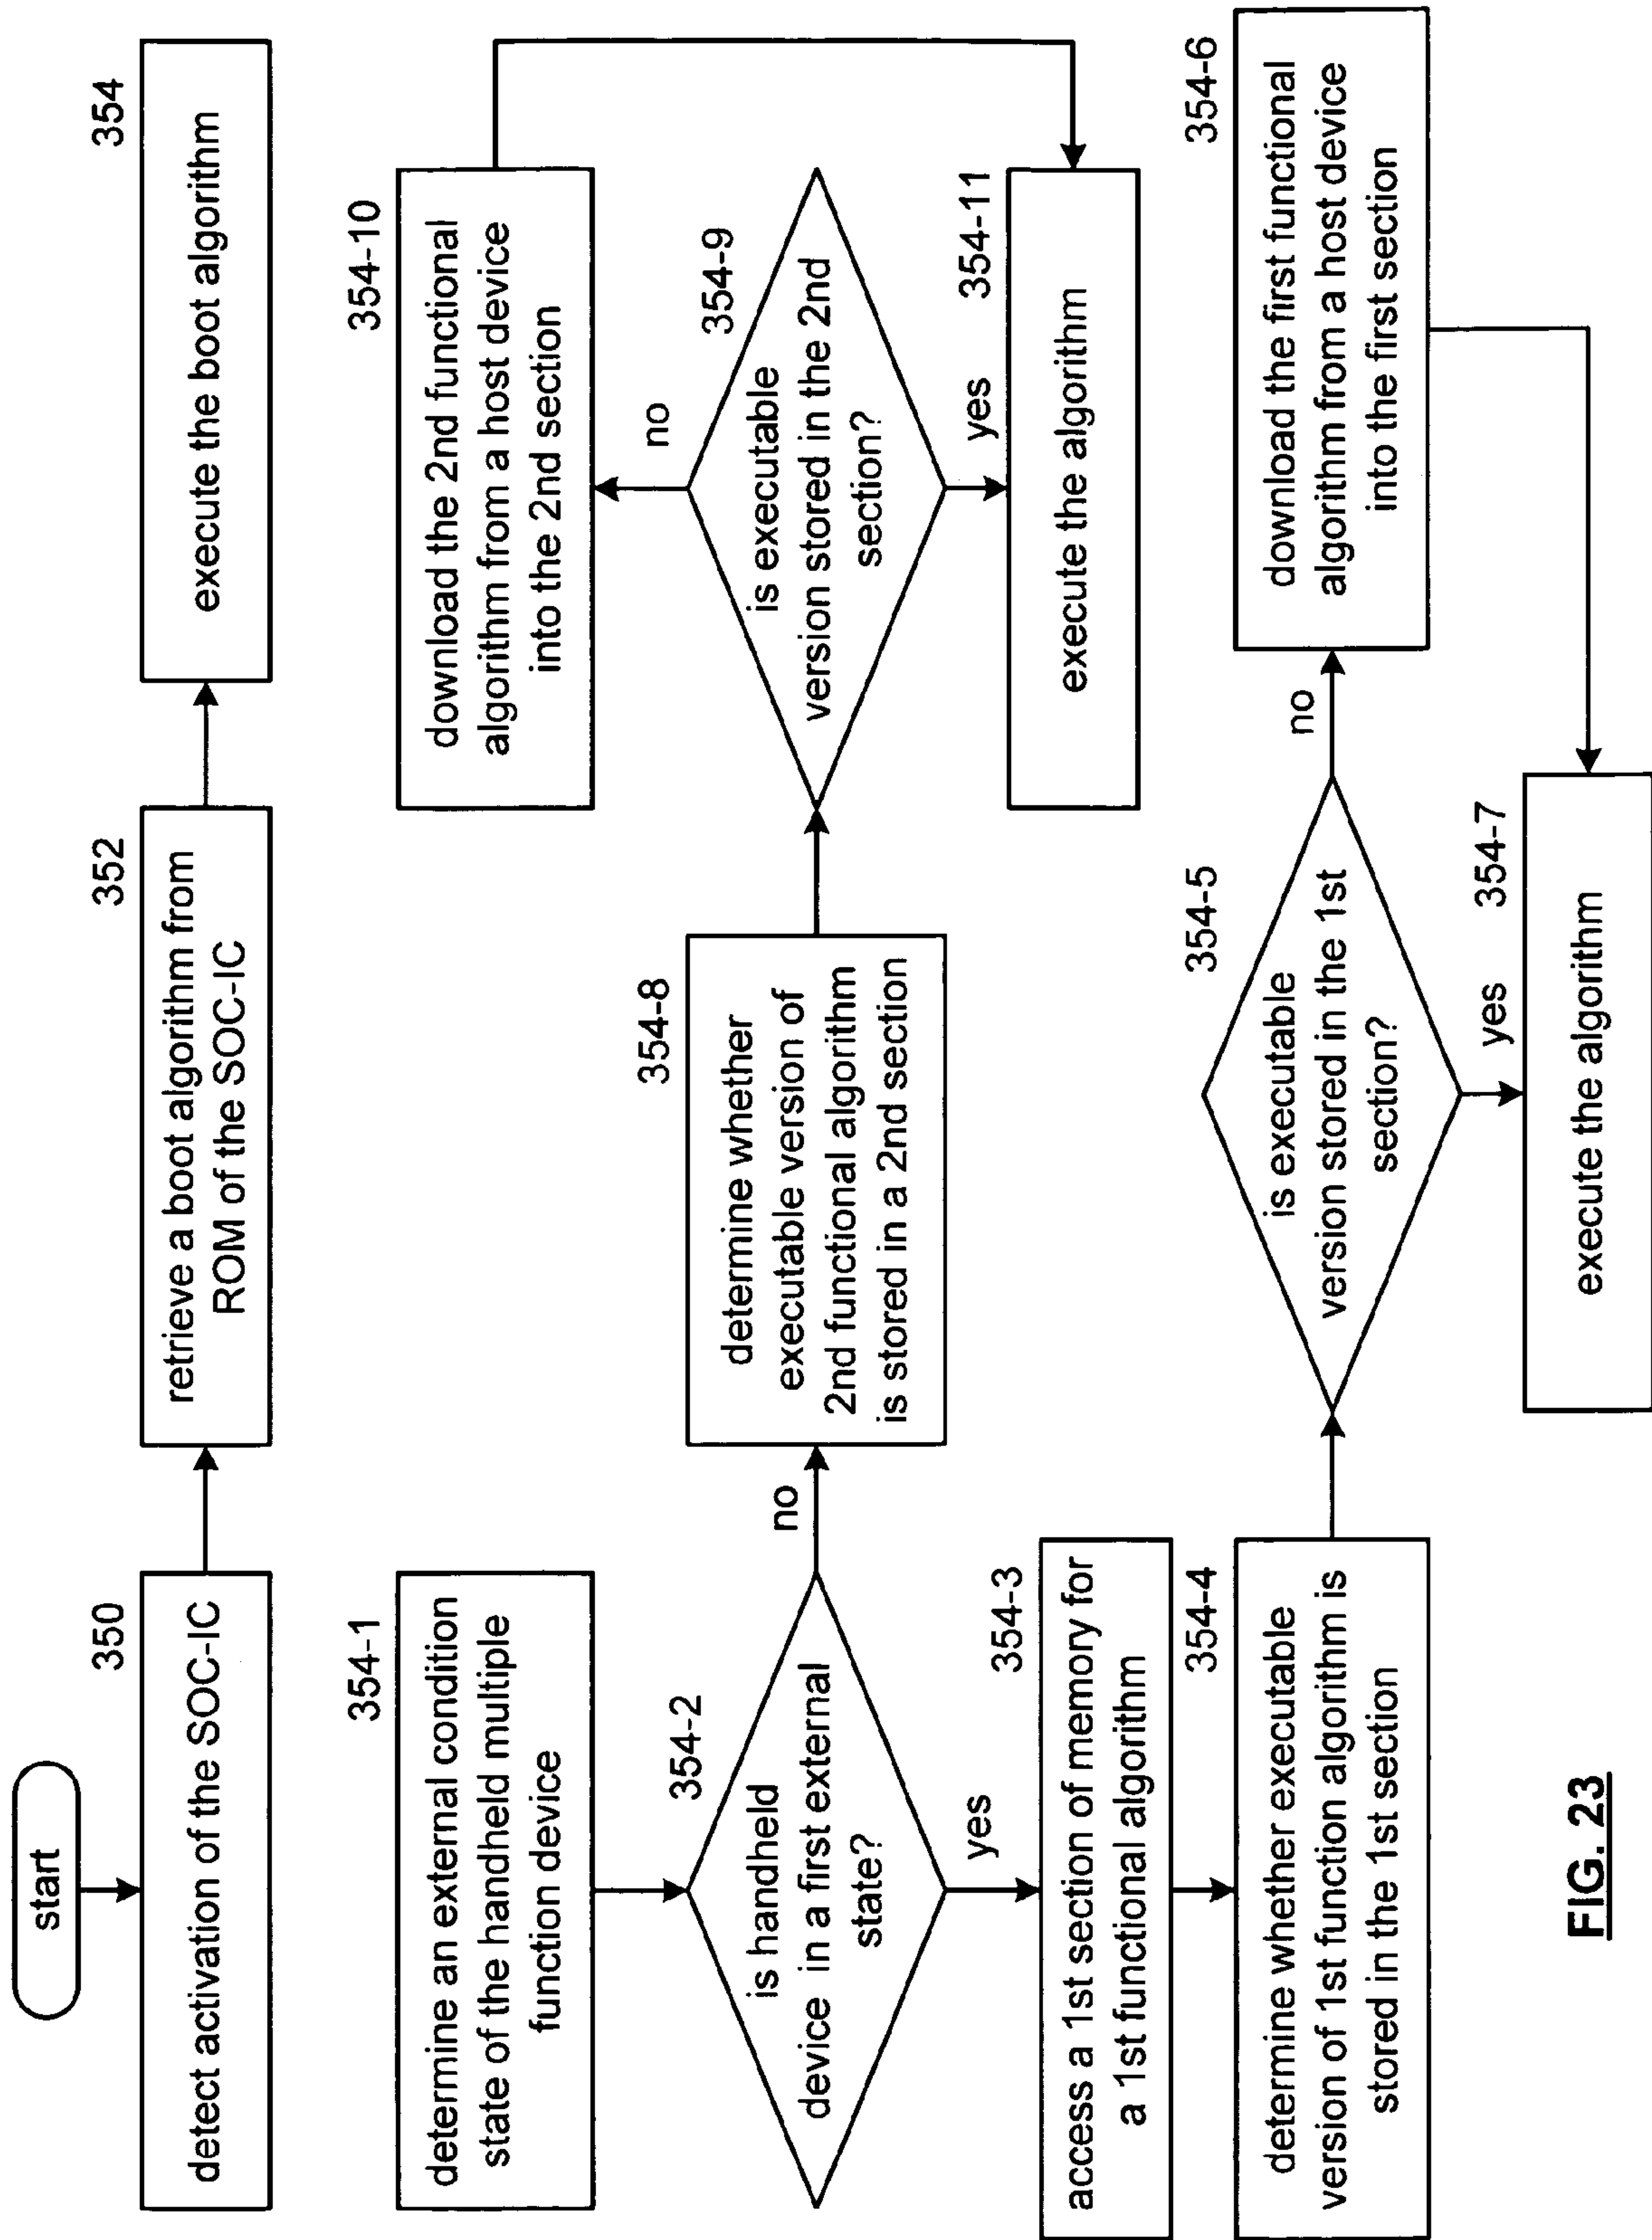 start
350
detect activation of the SOC-IC
352
retrieve a boot algorithm from
ROM of the SOC-IC
354
execute the boot algorithm
354-1
determine an external condition
state of the handheld multiple
function device
354-2
is handheld
device in a first external
state?
no
yes
354-3
access a 1st section of memory for
a 1st functional algorithm
354-4
determine whether executable
version of 1st function algorithm is
stored in the 1st section
354-5
is executable
version stored in the 1st
section?
no
yes
354-6
download the first functional
algorithm from a host device
into the first section
354-7
execute the algorithm
354-8
determine whether
executable version of
2nd functional algorithm
is stored in a 2nd section
354-9
is executable
version stored in the 2nd
section?
no
yes
354-10
download the 2nd functional
algorithm from a host device
into the 2nd section
354-11
execute the algorithm
FIG. 23